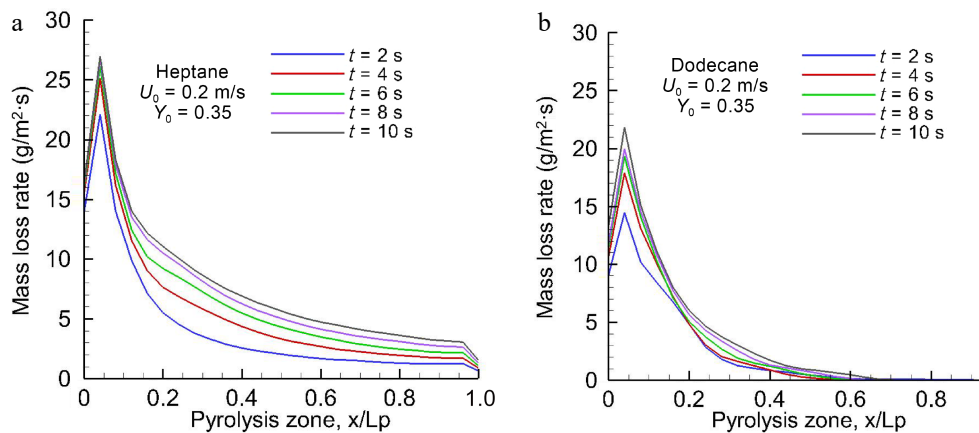 a
Mass loss rate (g/m²·s)
30
25
20
15
10
5
0
Heptane
U₀ = 0.2 m/s
Y₀ = 0.35
t = 2 s
t = 4 s
t = 6 s
t = 8 s
t = 10 s
0 0.2 0.4 0.6 0.8 1.0
Pyrolysis zone, x/Lp
b
Mass loss rate (g/m²·s)
30
25
20
15
10
5
0
Dodecane
U₀ = 0.2 m/s
Y₀ = 0.35
t = 2 s
t = 4 s
t = 6 s
t = 8 s
t = 10 s
0 0.2 0.4 0.6 0.8
Pyrolysis zone, x/Lp